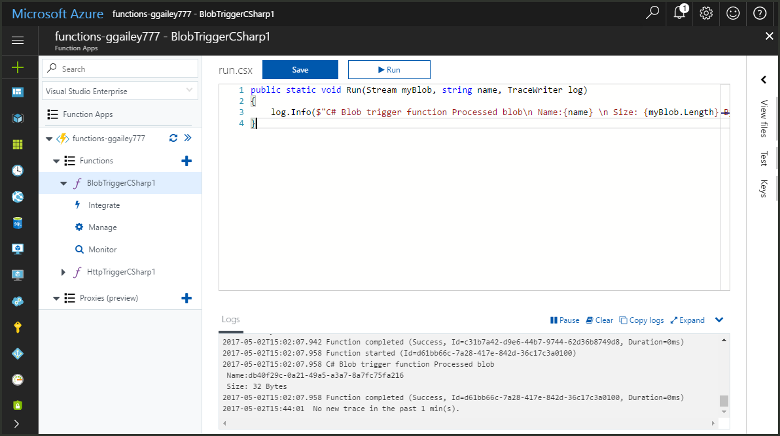 Microsoft Azure functions-ggailey777 - BlobTriggerCSharp1
1
functions-ggailey777 - BlobTriggerCSharp1
Function Apps
Search
Visual Studio Enterprise
Function Apps
functions-ggailey777
Functions
BlobTriggerCSharp1
Integrate
Manage
Monitor
HttpTriggerCSharp1
Proxies (preview)
run.csx Save Run
1 public static void Run(Stream myBlob, string name, TraceWriter log)
2 {
3 log.Info($"C# Blob trigger function Processed blob\n Name:{name} \n Size: {myBlob.Length} B
4 }
View files
Test
Keys
Logs Pause Clear Copy logs Expand
2017-05-02T15:02:07.942 Function completed (Success, Id=c31b7a42-d9e6-44b7-9744-62d36b8749d8, Duration=0ms)
2017-05-02T15:02:07.958 Function started (Id=d61bb66c-7a28-417e-842d-36c17c3a0100)
2017-05-02T15:02:07.958 C# Blob trigger function Processed blob
Name:db40f29c-0a21-49a5-a3a7-8a7fc75fa216
Size: 32 Bytes
2017-05-02T15:02:07.958 Function completed (Success, Id=d61bb66c-7a28-417e-842d-36c17c3a0100, Duration=0ms)
2017-05-02T15:44:01 No new trace in the past 1 min(s).